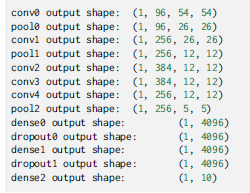 conv0 output shape: (1, 96, 54, 54)
pool0 output shape: (1, 96, 26, 26)
conv1 output shape: (1, 256, 26, 26)
pool1 output shape: (1, 256, 12, 12)
conv2 output shape: (1, 384, 12, 12)
conv3 output shape: (1, 384, 12, 12)
conv4 output shape: (1, 256, 12, 12)
pool2 output shape: (1, 256, 5, 5)
dense0 output shape: (1, 4096)
dropout0 output shape: (1, 4096)
dense1 output shape: (1, 4096)
dropout1 output shape: (1, 4096)
dense2 output shape: (1, 10)